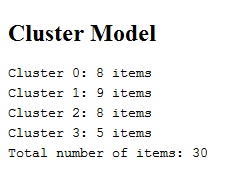 Cluster Model
Cluster 0: 8 items
Cluster 1: 9 items
Cluster 2: 8 items
Cluster 3: 5 items
Total number of items: 30